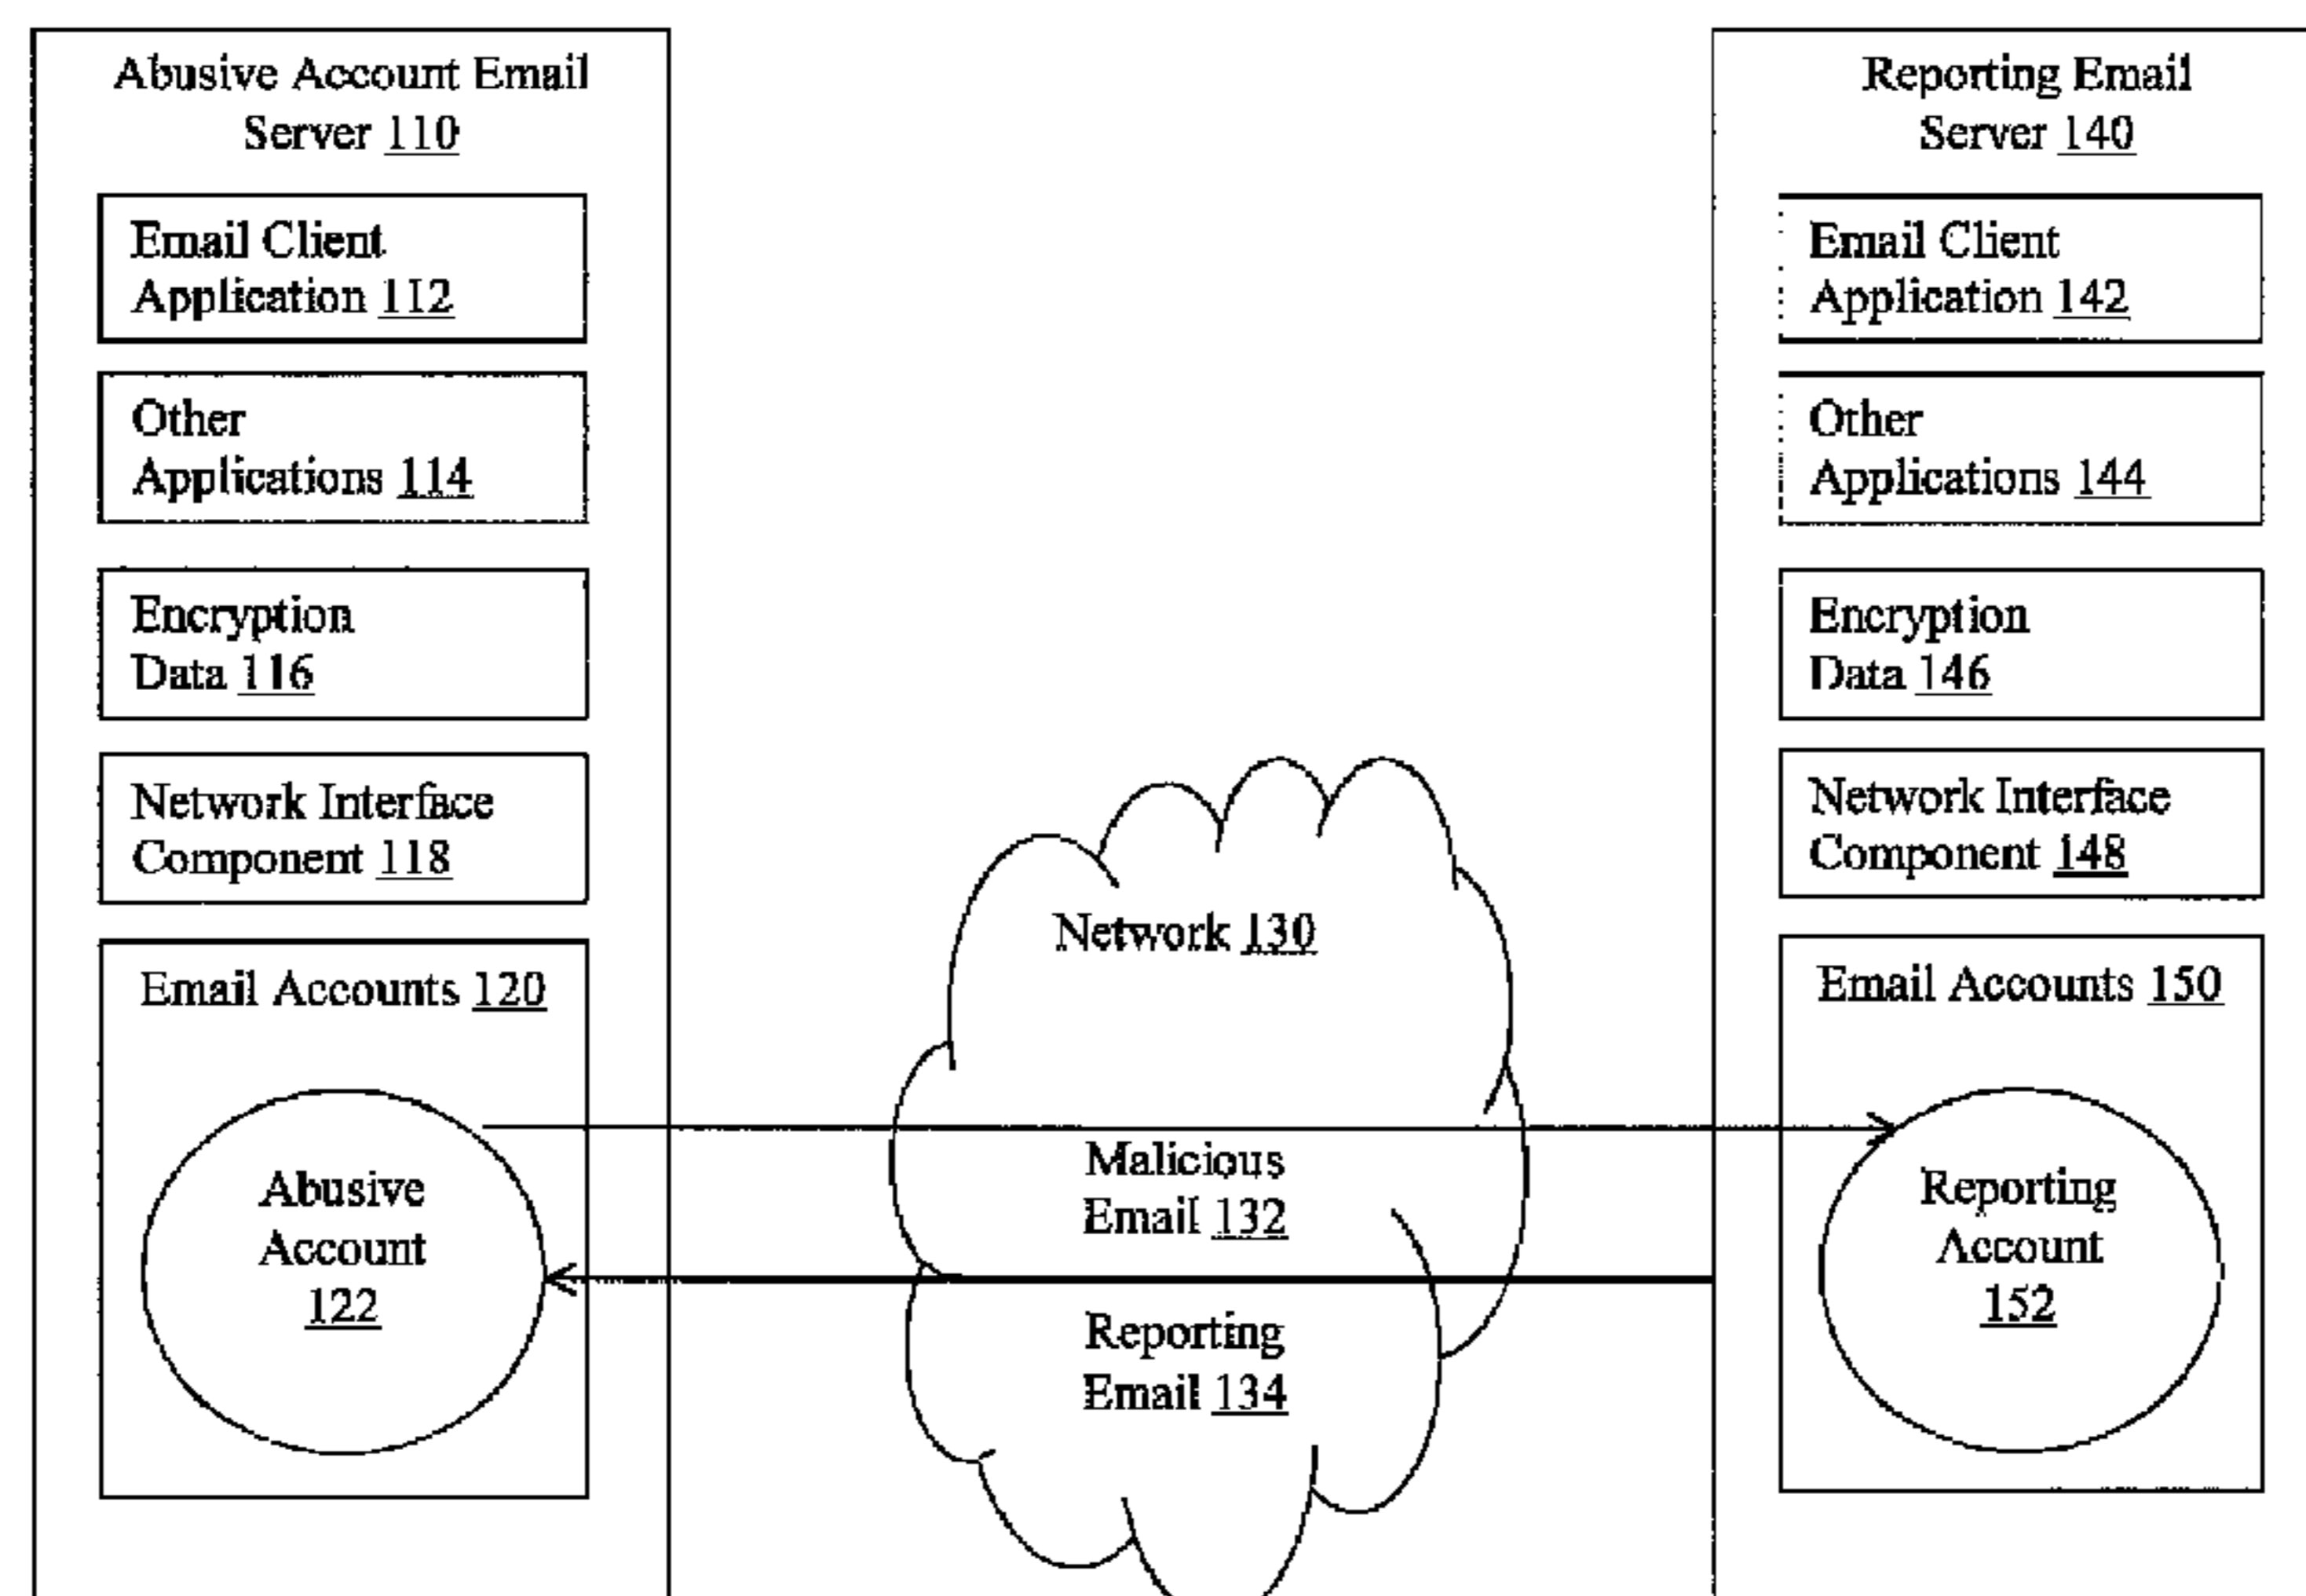 Abusive Account Email
Server 110
Email Client
Application 112
Other
Applications 114
Encryption
Data 116
Network Interface
Component 118
Email Accounts 120
Abusive
Account
122
Network 130
Malicious
Email 132
Reporting
Email 134
Reporting Email
Server 140
Email Client
Application 142
Other
Applications 144
Encryption
Data 146
Network Interface
Component 148
Email Accounts 150
Reporting
Account
152